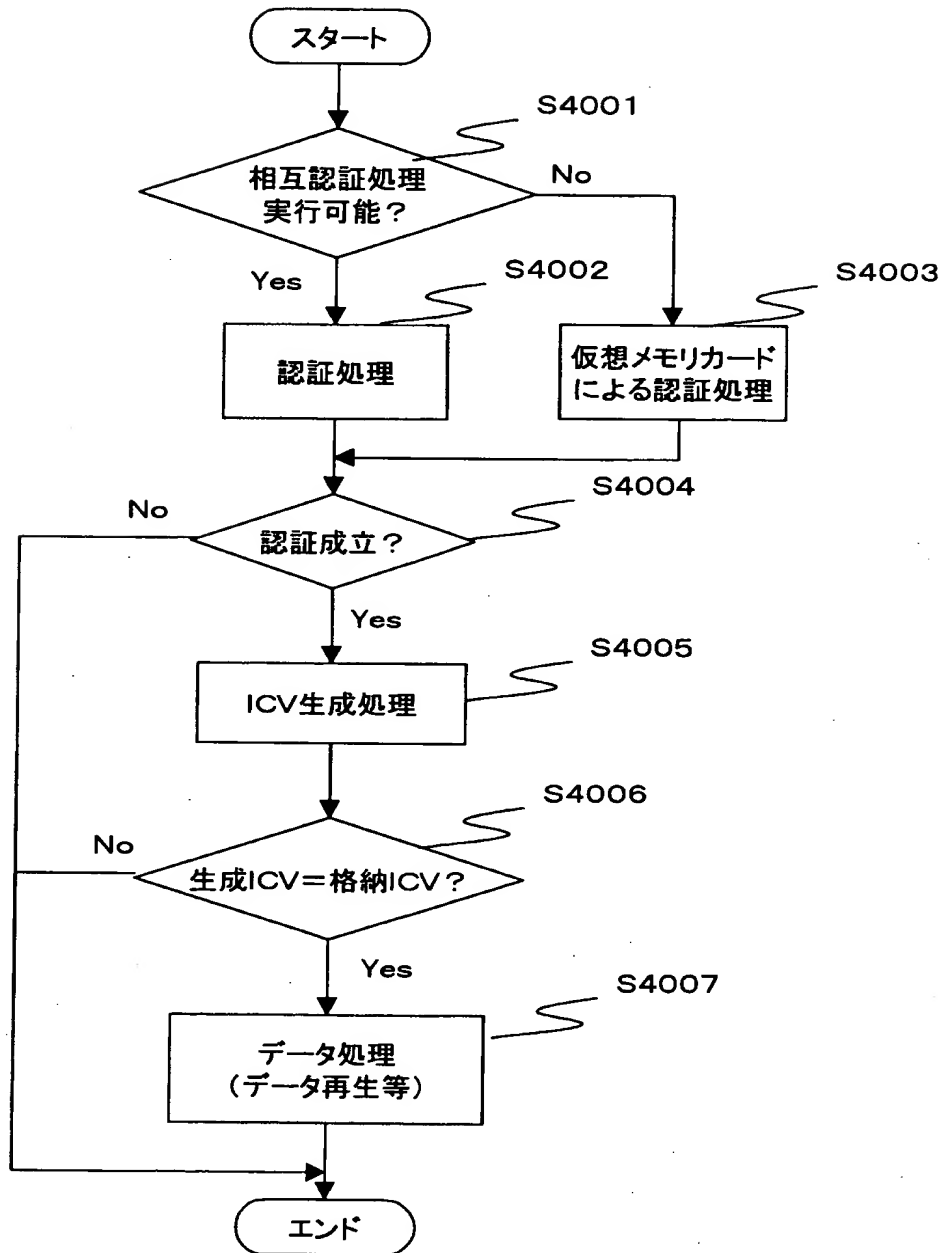 スタート
S4001
相互認証処理
実行可能？
No
Yes
S4002
S4003
認証処理
仮想メモリカード
による認証処理
S4004
No
認証成立？
Yes
S4005
ICV生成処理
S4006
No
生成ICV＝格納ICV？
Yes
S4007
データ処理
（データ再生等）
エンド